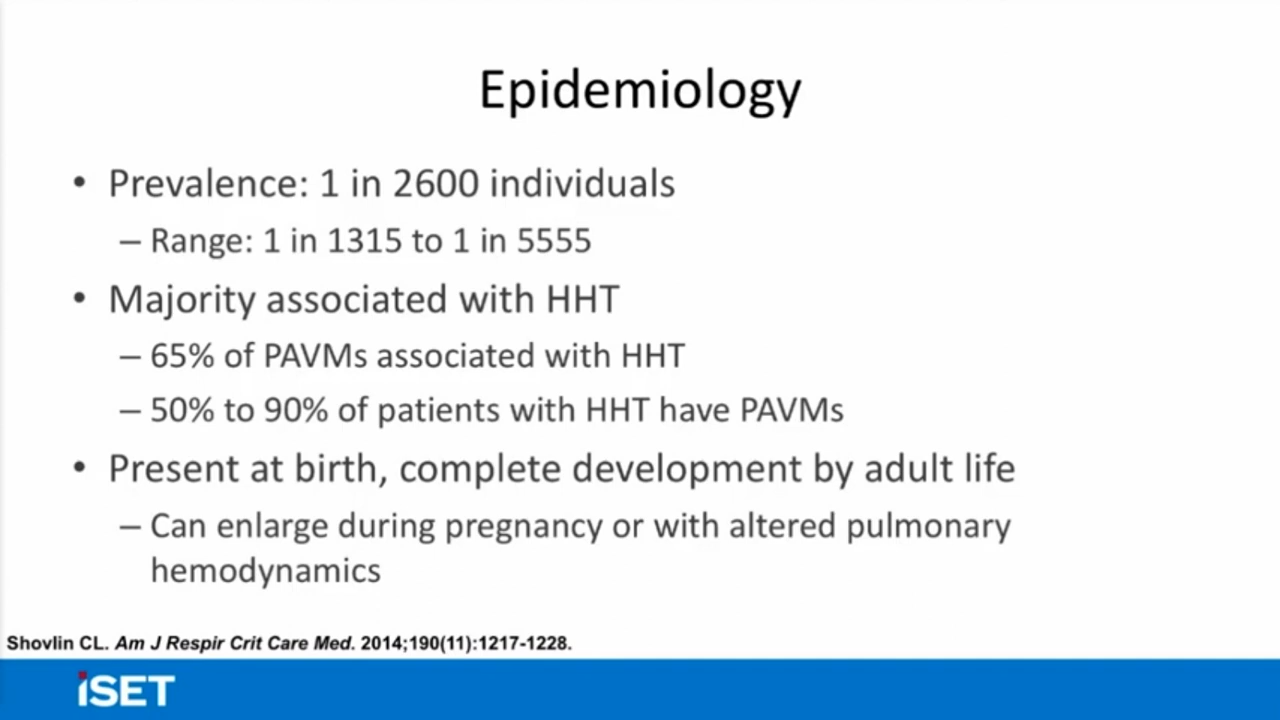 Epidemiology
• Prevalence: 1 in 2600 individuals
– Range: 1 in 1315 to 1 in 5555
• Majority associated with HHT
– 65% of PAVMs associated with HHT
– 50% to 90% of patients with HHT have PAVMs
• Present at birth, complete development by adult life
– Can enlarge during pregnancy or with altered pulmonary
hemodynamics
Shovlin CL. Am J Respir Crit Care Med. 2014;190(11):1217-1228.
iSET